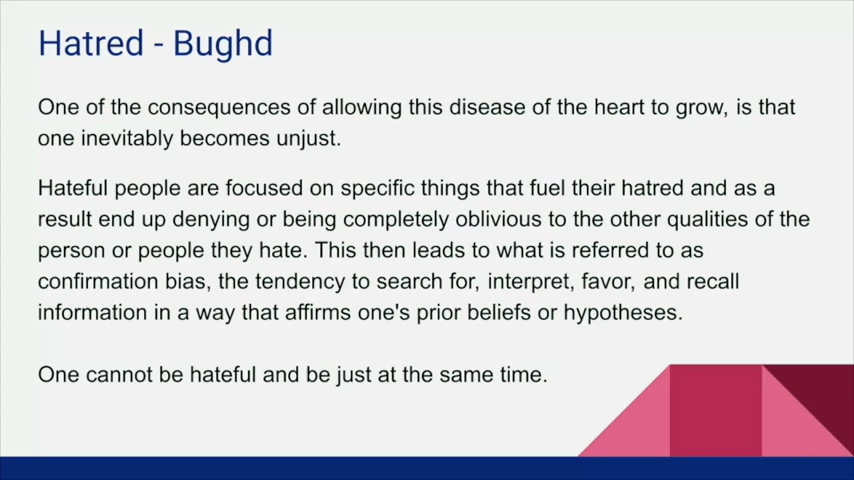 Hatred - Bughd
One of the consequences of allowing this disease of the heart to grow, is that
one inevitably becomes unjust.
Hateful people are focused on specific things that fuel their hatred and as a
result end up denying or being completely oblivious to the other qualities of the
person or people they hate. This then leads to what is referred to as
confirmation bias, the tendency to search for, interpret, favor, and recall
information in a way that affirms one's prior beliefs or hypotheses.
One cannot be hateful and be just at the same time.